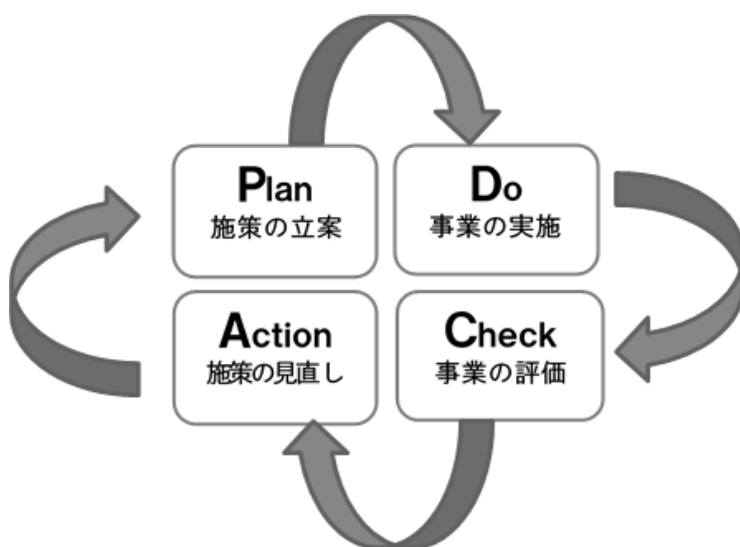 Plan
施策の立案
Do
事業の実施
Action
施策の見直し
Check
事業の評価